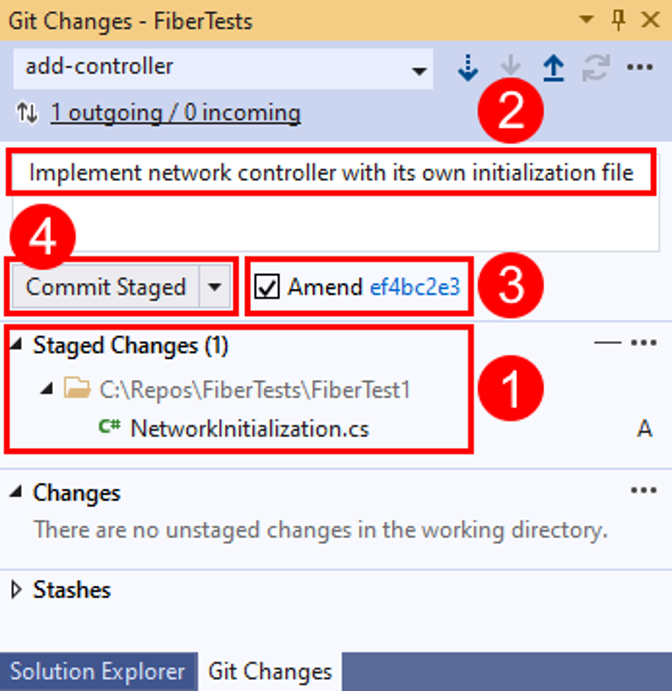 Git Changes - FiberTests
add-controller
1 outgoing / 0 incoming
2
Implement network controller with its own initialization file
4
Commit Staged
Amend ef4bc2e3
3
Staged Changes (1)
C:\Repos\FiberTests\FiberTest1
1
C# NetworkInitialization.cs A
Changes
There are no unstaged changes in the working directory.
Stashes
Solution Explorer Git Changes